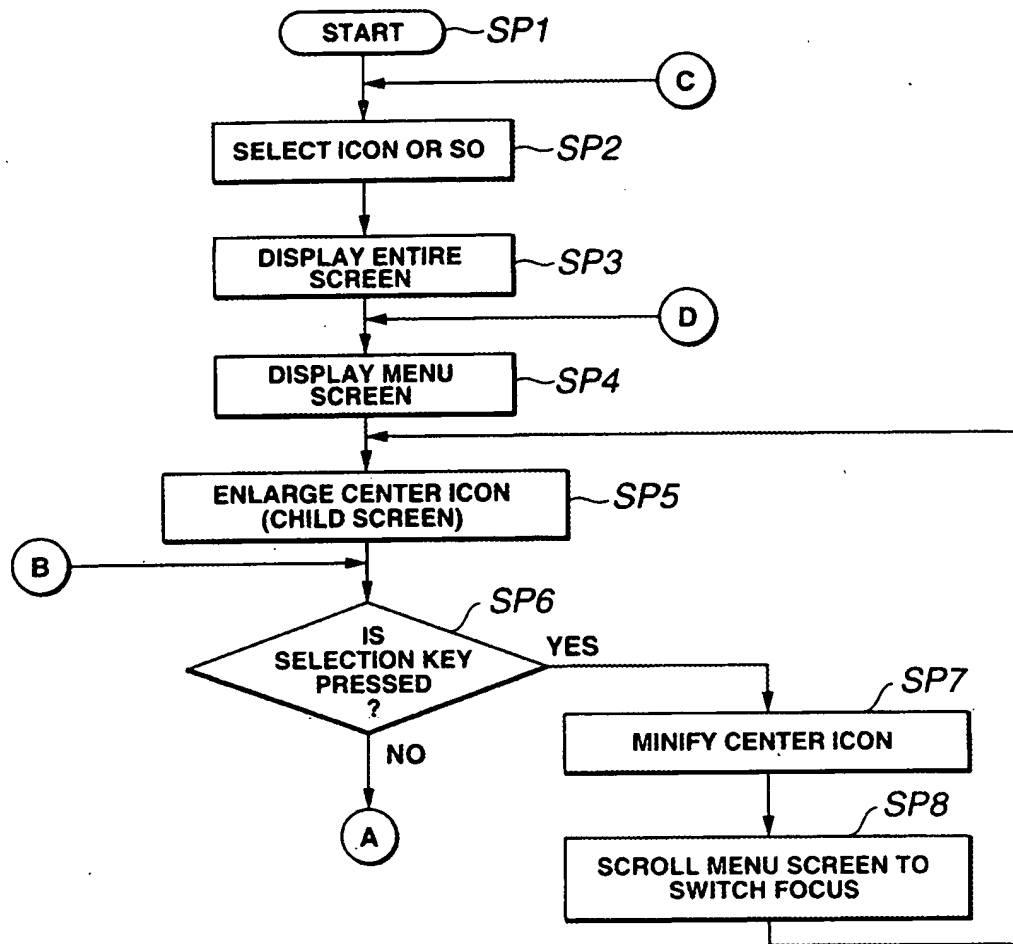 START
SP1
C
SELECT ICON OR SO
SP2
DISPLAY ENTIRE
SCREEN
SP3
D
DISPLAY MENU
SCREEN
SP4
ENLARGE CENTER ICON
(CHILD SCREEN)
SP5
B
SP6
IS
SELECTION KEY
PRESSED
?
YES
NO
A
SP7
MINIFY CENTER ICON
SP8
SCROLL MENU SCREEN TO
SWITCH FOCUS